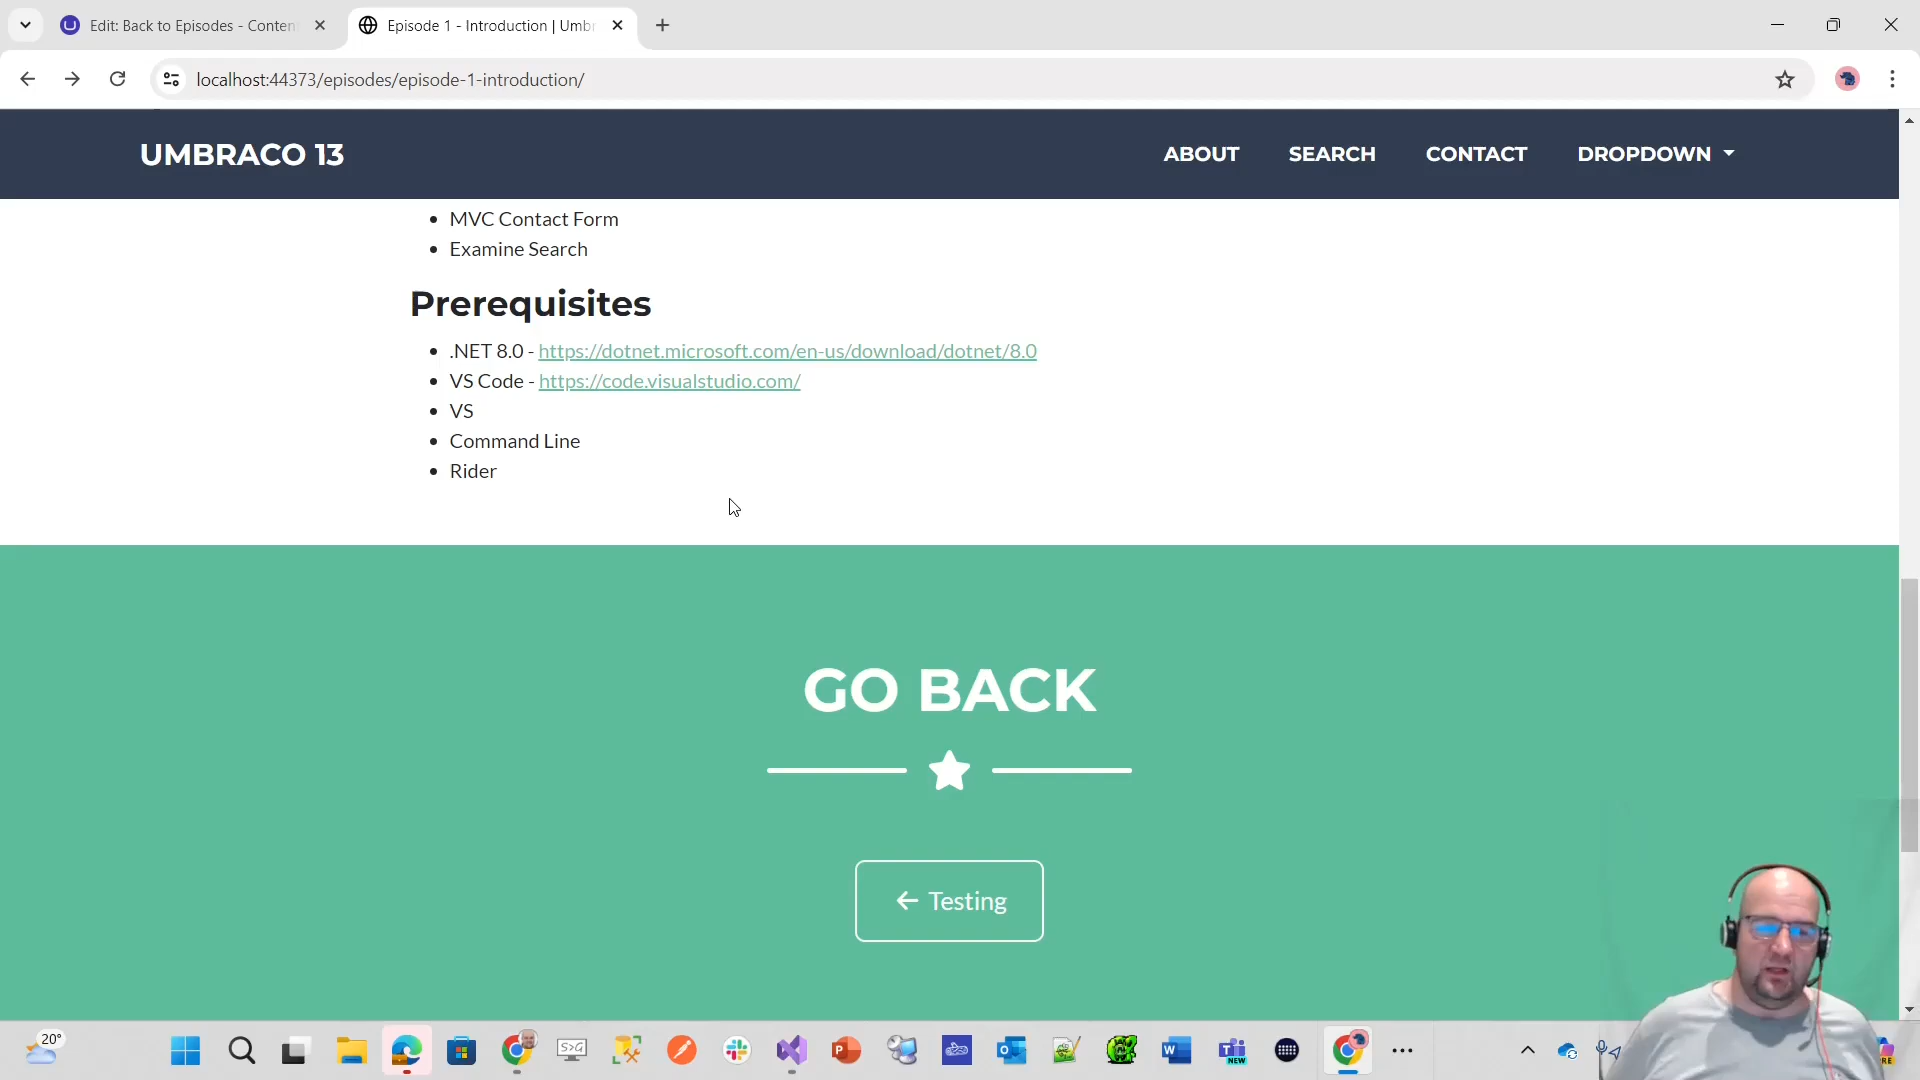 Edit: Back to Episodes - Conten
Episode 1 - Introduction | Umbr
localhost:44373/episodes/episode-1-introduction/
UMBRACO 13
ABOUT
SEARCH
CONTACT
DROPDOWN
MVC Contact Form
Examine Search
Prerequisites
.NET 8.0 - https://dotnet.microsoft.com/en-us/download/dotnet/8.0
VS Code - https://code.visualstudio.com/
VS
Command Line
Rider
GO BACK
Testing
20°
S>G
NEW